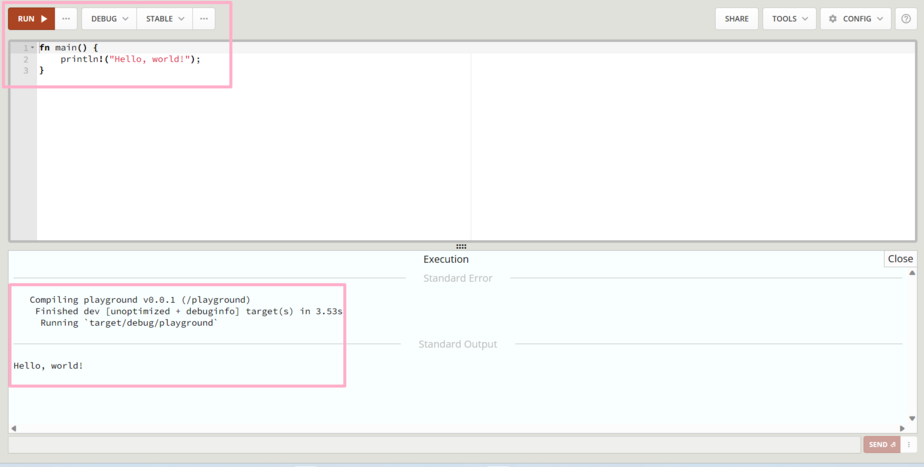 RUN ▶ ··· DEBUG STABLE ··· SHARE TOOLS CONFIG ?
1 fn main() {
2     println!("Hello, world!");
3 }
Execution Close
Standard Error
   Compiling playground v0.0.1 (/playground)
    Finished dev [unoptimized + debuginfo] target(s) in 3.53s
     Running `target/debug/playground`
Standard Output
Hello, world!
SEND